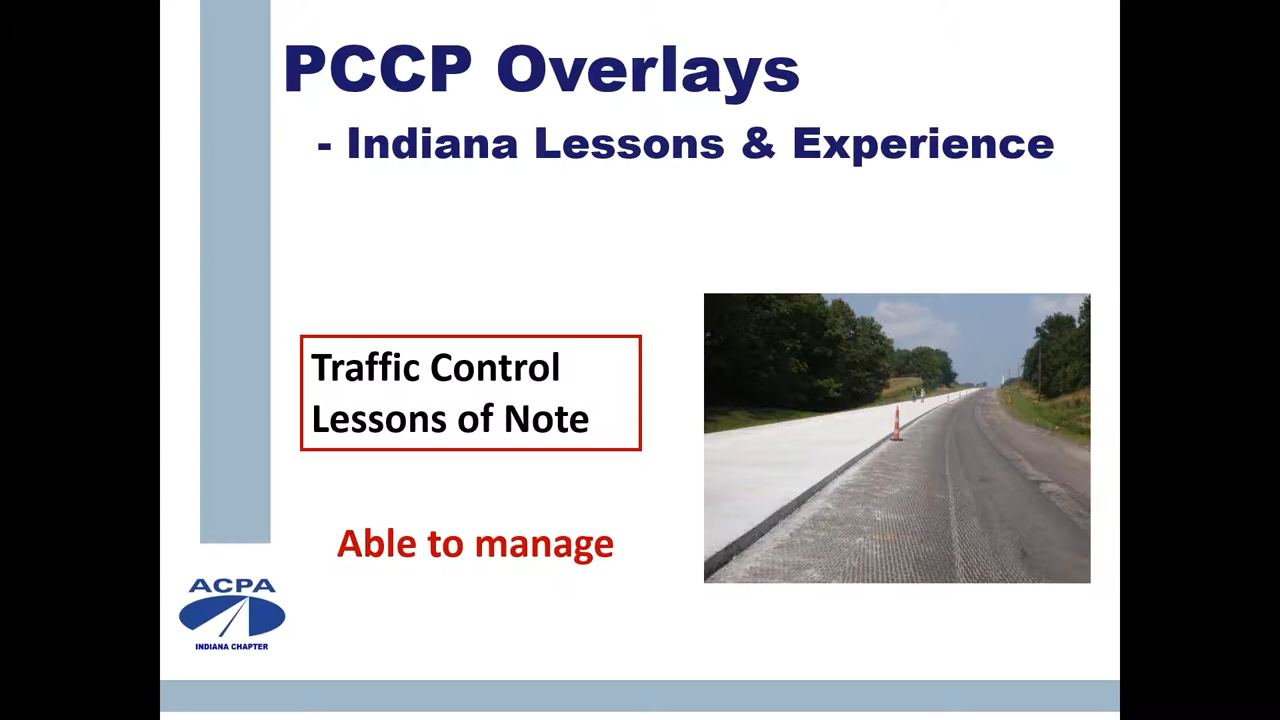 PCCP Overlays
- Indiana Lessons & Experience
Traffic Control
Lessons of Note
Able to manage
ACPA
INDIANA CHAPTER